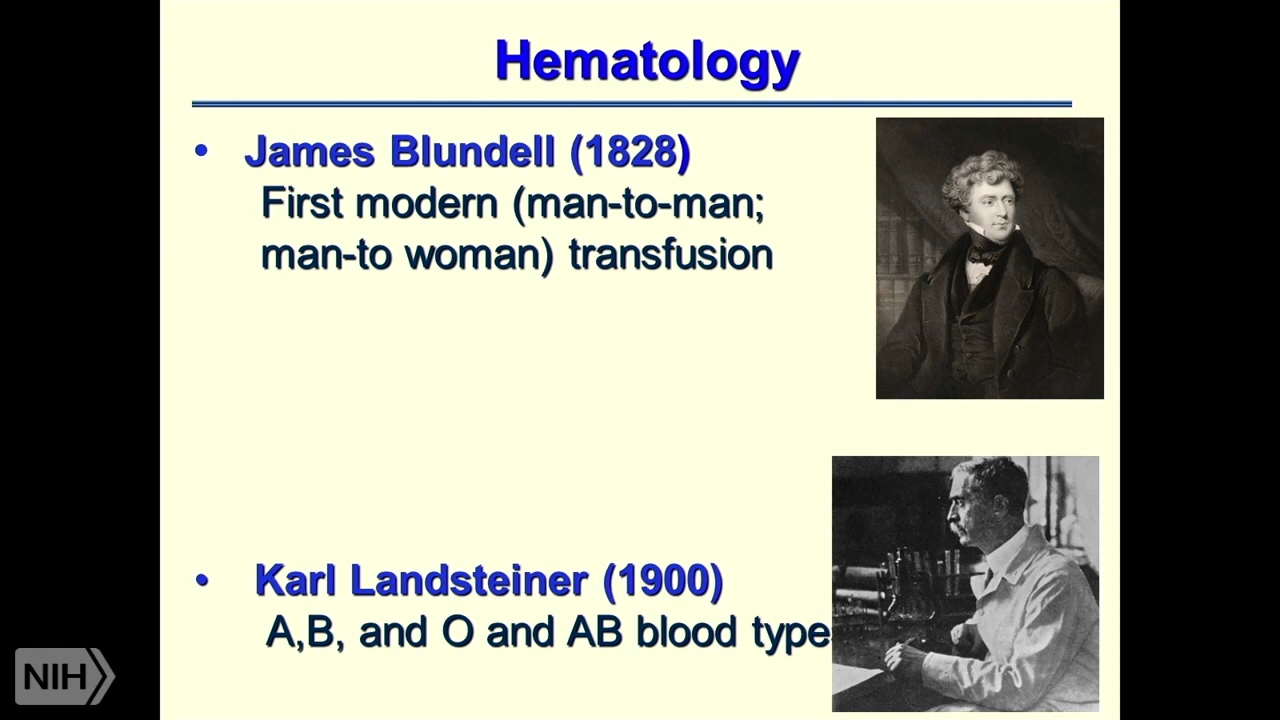 Hematology
• James Blundell (1828)
First modern (man-to-man;
man-to woman) transfusion
• Karl Landsteiner (1900)
A,B, and O and AB blood type
NIH